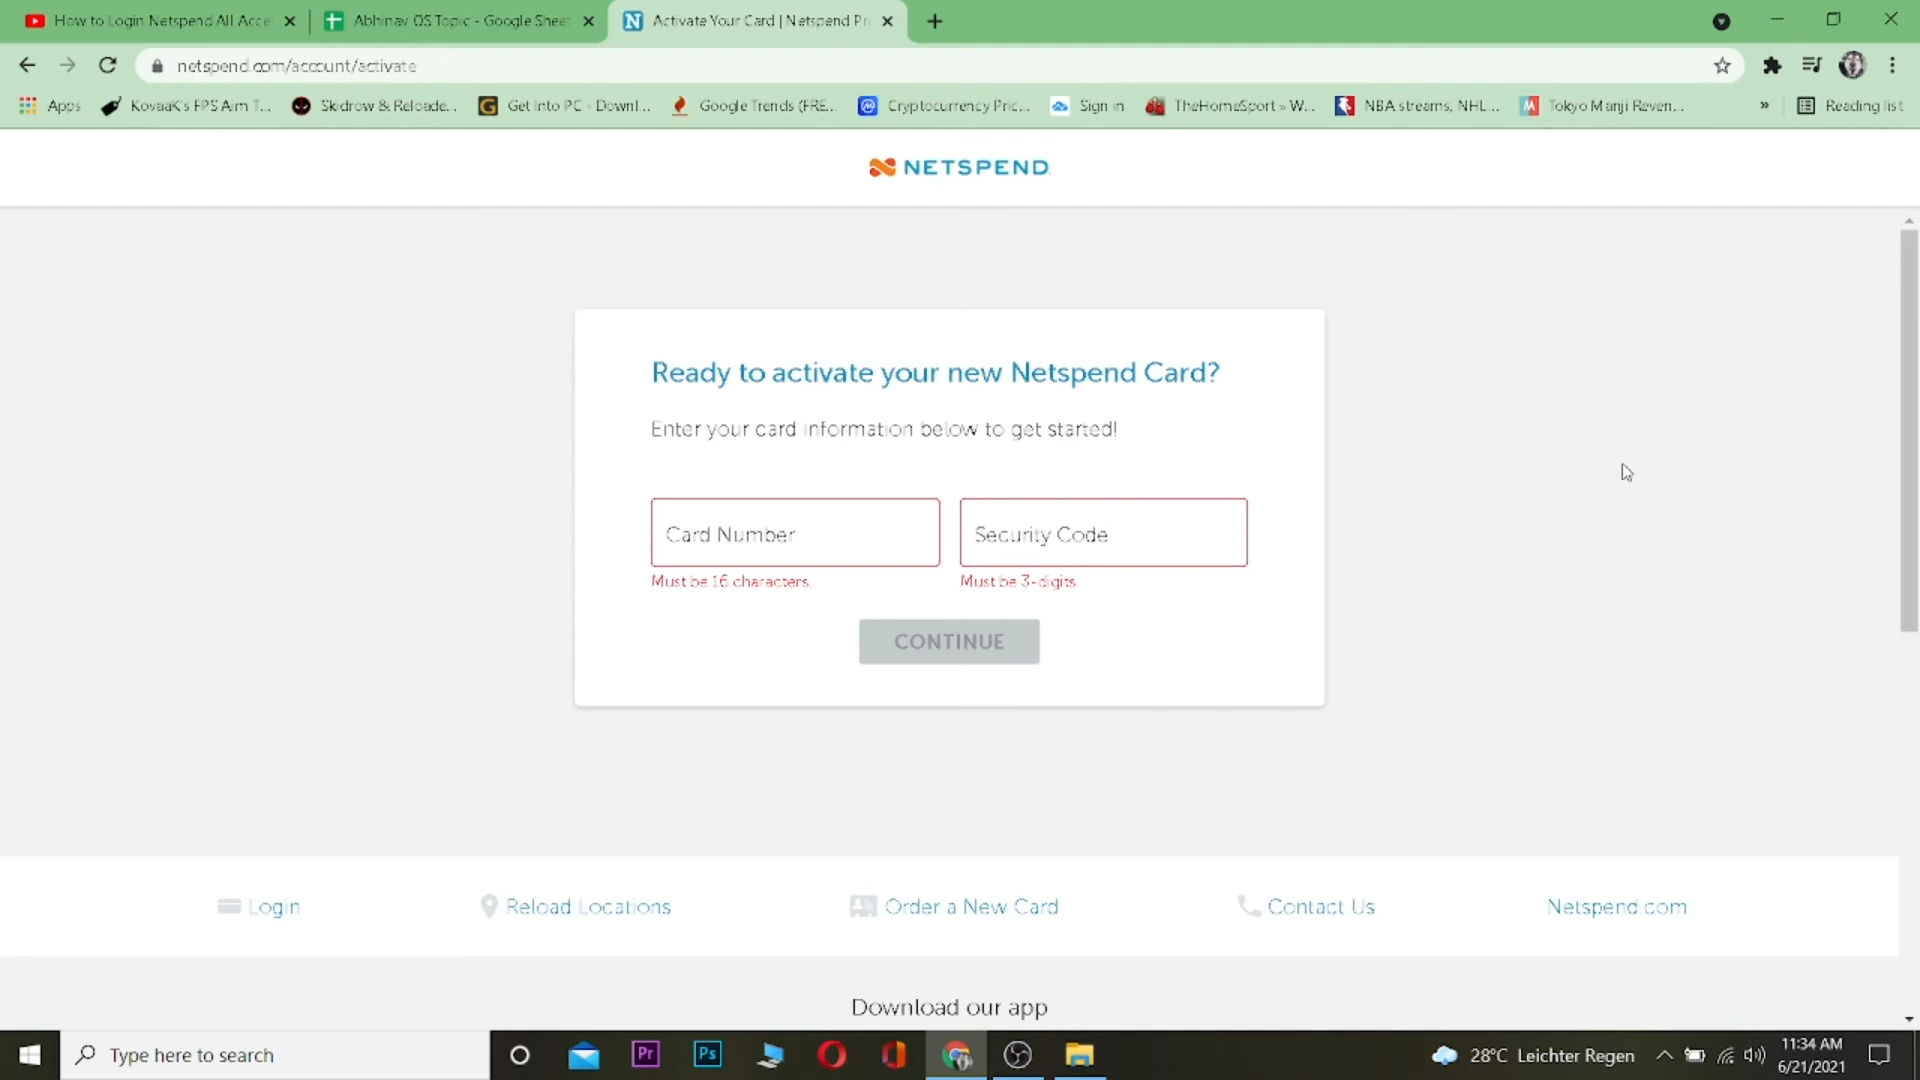 How to Login Netspend All Acce
Abhinav OS Topic - Google Sheet
Activate Your Card | Netspend Pr
netspend.com/account/activate
Apps
KovaaK's FPS Aim T...
Skidrow & Reloade...
Get Into PC - Downl...
Google Trends (FRE...
Cryptocurrency Pric...
Sign in
TheHomeSport » W...
NBA streams, NHL...
Tokyo Manji Reven...
»
Reading list
NETSPEND
Ready to activate your new Netspend Card?
Enter your card information below to get started!
Card Number
Security Code
Must be 16 characters
Must be 3-digits
CONTINUE
Login
Reload Locations
Order a New Card
Contact Us
Netspend.com
Download our app
Type here to search
Pr
Ps
28°C Leichter Regen
11:34 AM
6/21/2021